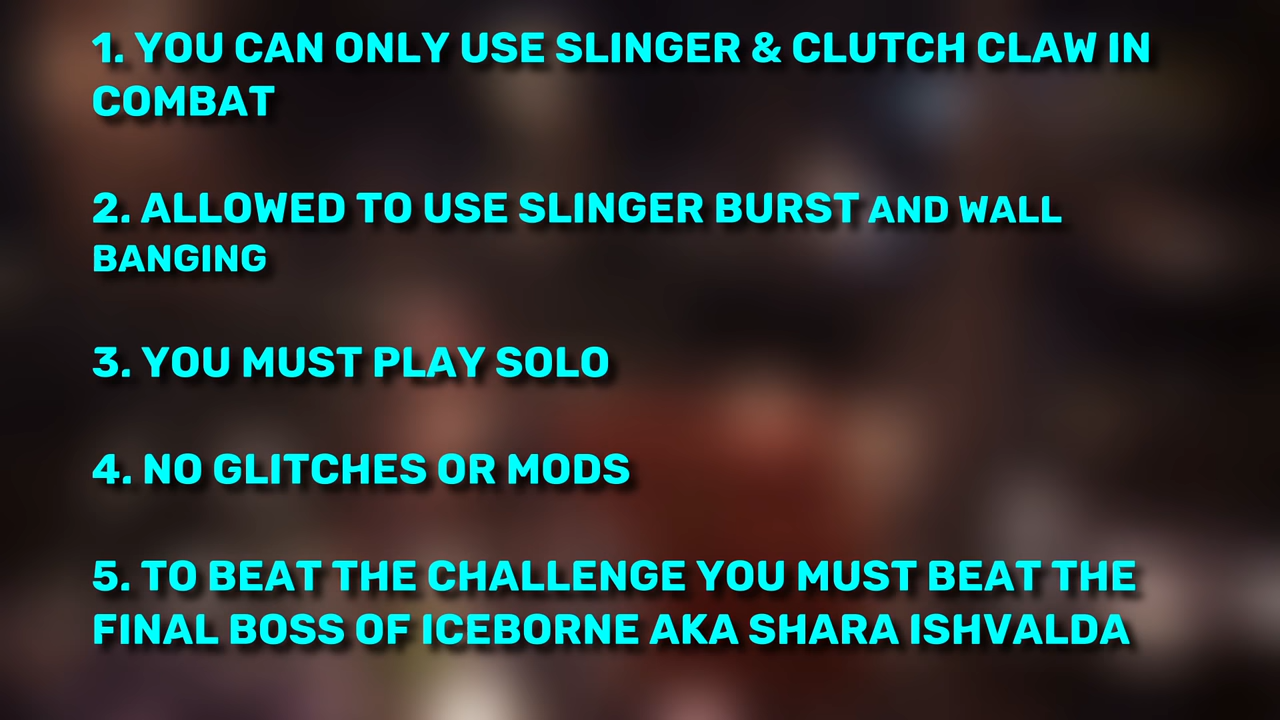 1. YOU CAN ONLY USE SLINGER & CLUTCH CLAW IN
COMBAT
2. ALLOWED TO USE SLINGER BURST AND WALL
BANGING
3. YOU MUST PLAY SOLO
4. NO GLITCHES OR MODS
5. TO BEAT THE CHALLENGE YOU MUST BEAT THE
FINAL BOSS OF ICEBORNE AKA SHARA ISHVALDA